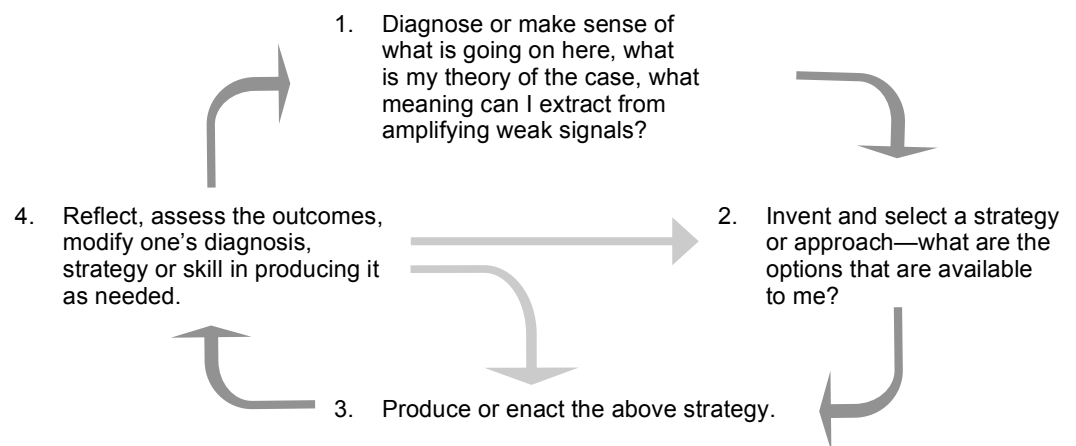 1. Diagnose or make sense of
what is going on here, what
is my theory of the case, what
meaning can I extract from
amplifying weak signals?
2. Invent and select a strategy
or approach—what are the
options that are available
to me?
3. Produce or enact the above strategy.
4. Reflect, assess the outcomes,
modify one’s diagnosis,
strategy or skill in producing it
as needed.